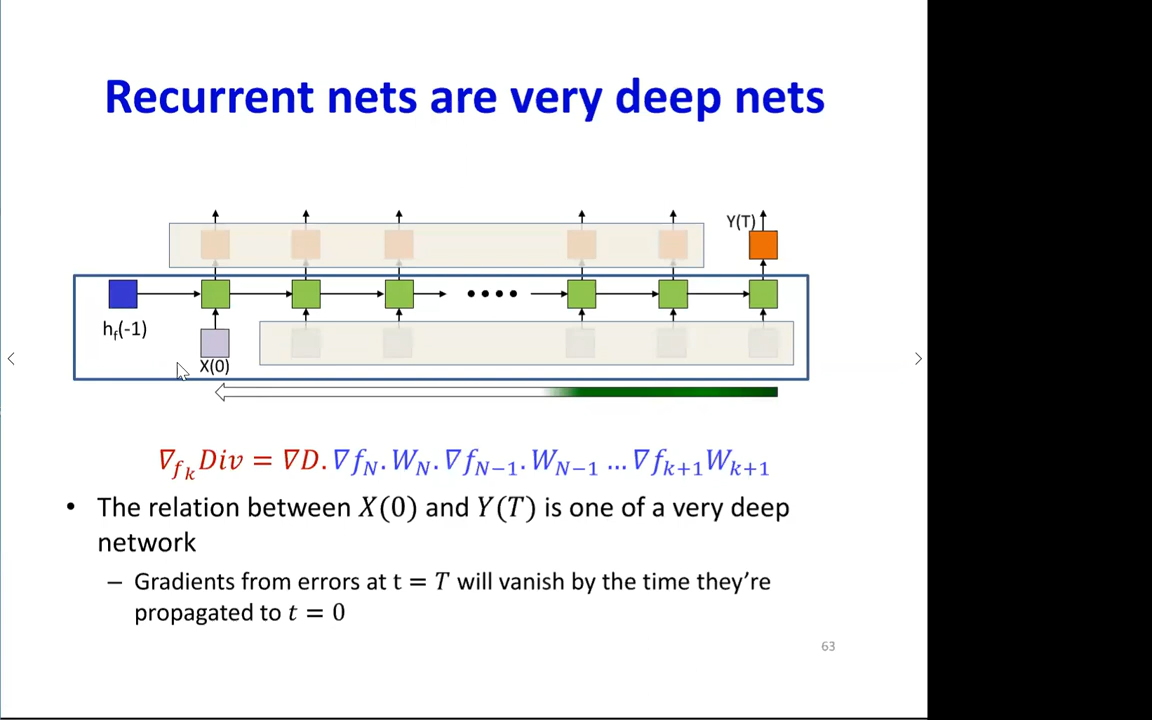 Recurrent nets are very deep nets
Y(T)
h_f(-1)
X(0)
∇_{f_k}Div = ∇D.∇f_N.W_N.∇f_{N−1}.W_{N−1} … ∇f_{k+1}W_{k+1}
• The relation between X(0) and Y(T) is one of a very deep
network
– Gradients from errors at t = T will vanish by the time they're
propagated to t = 0
63